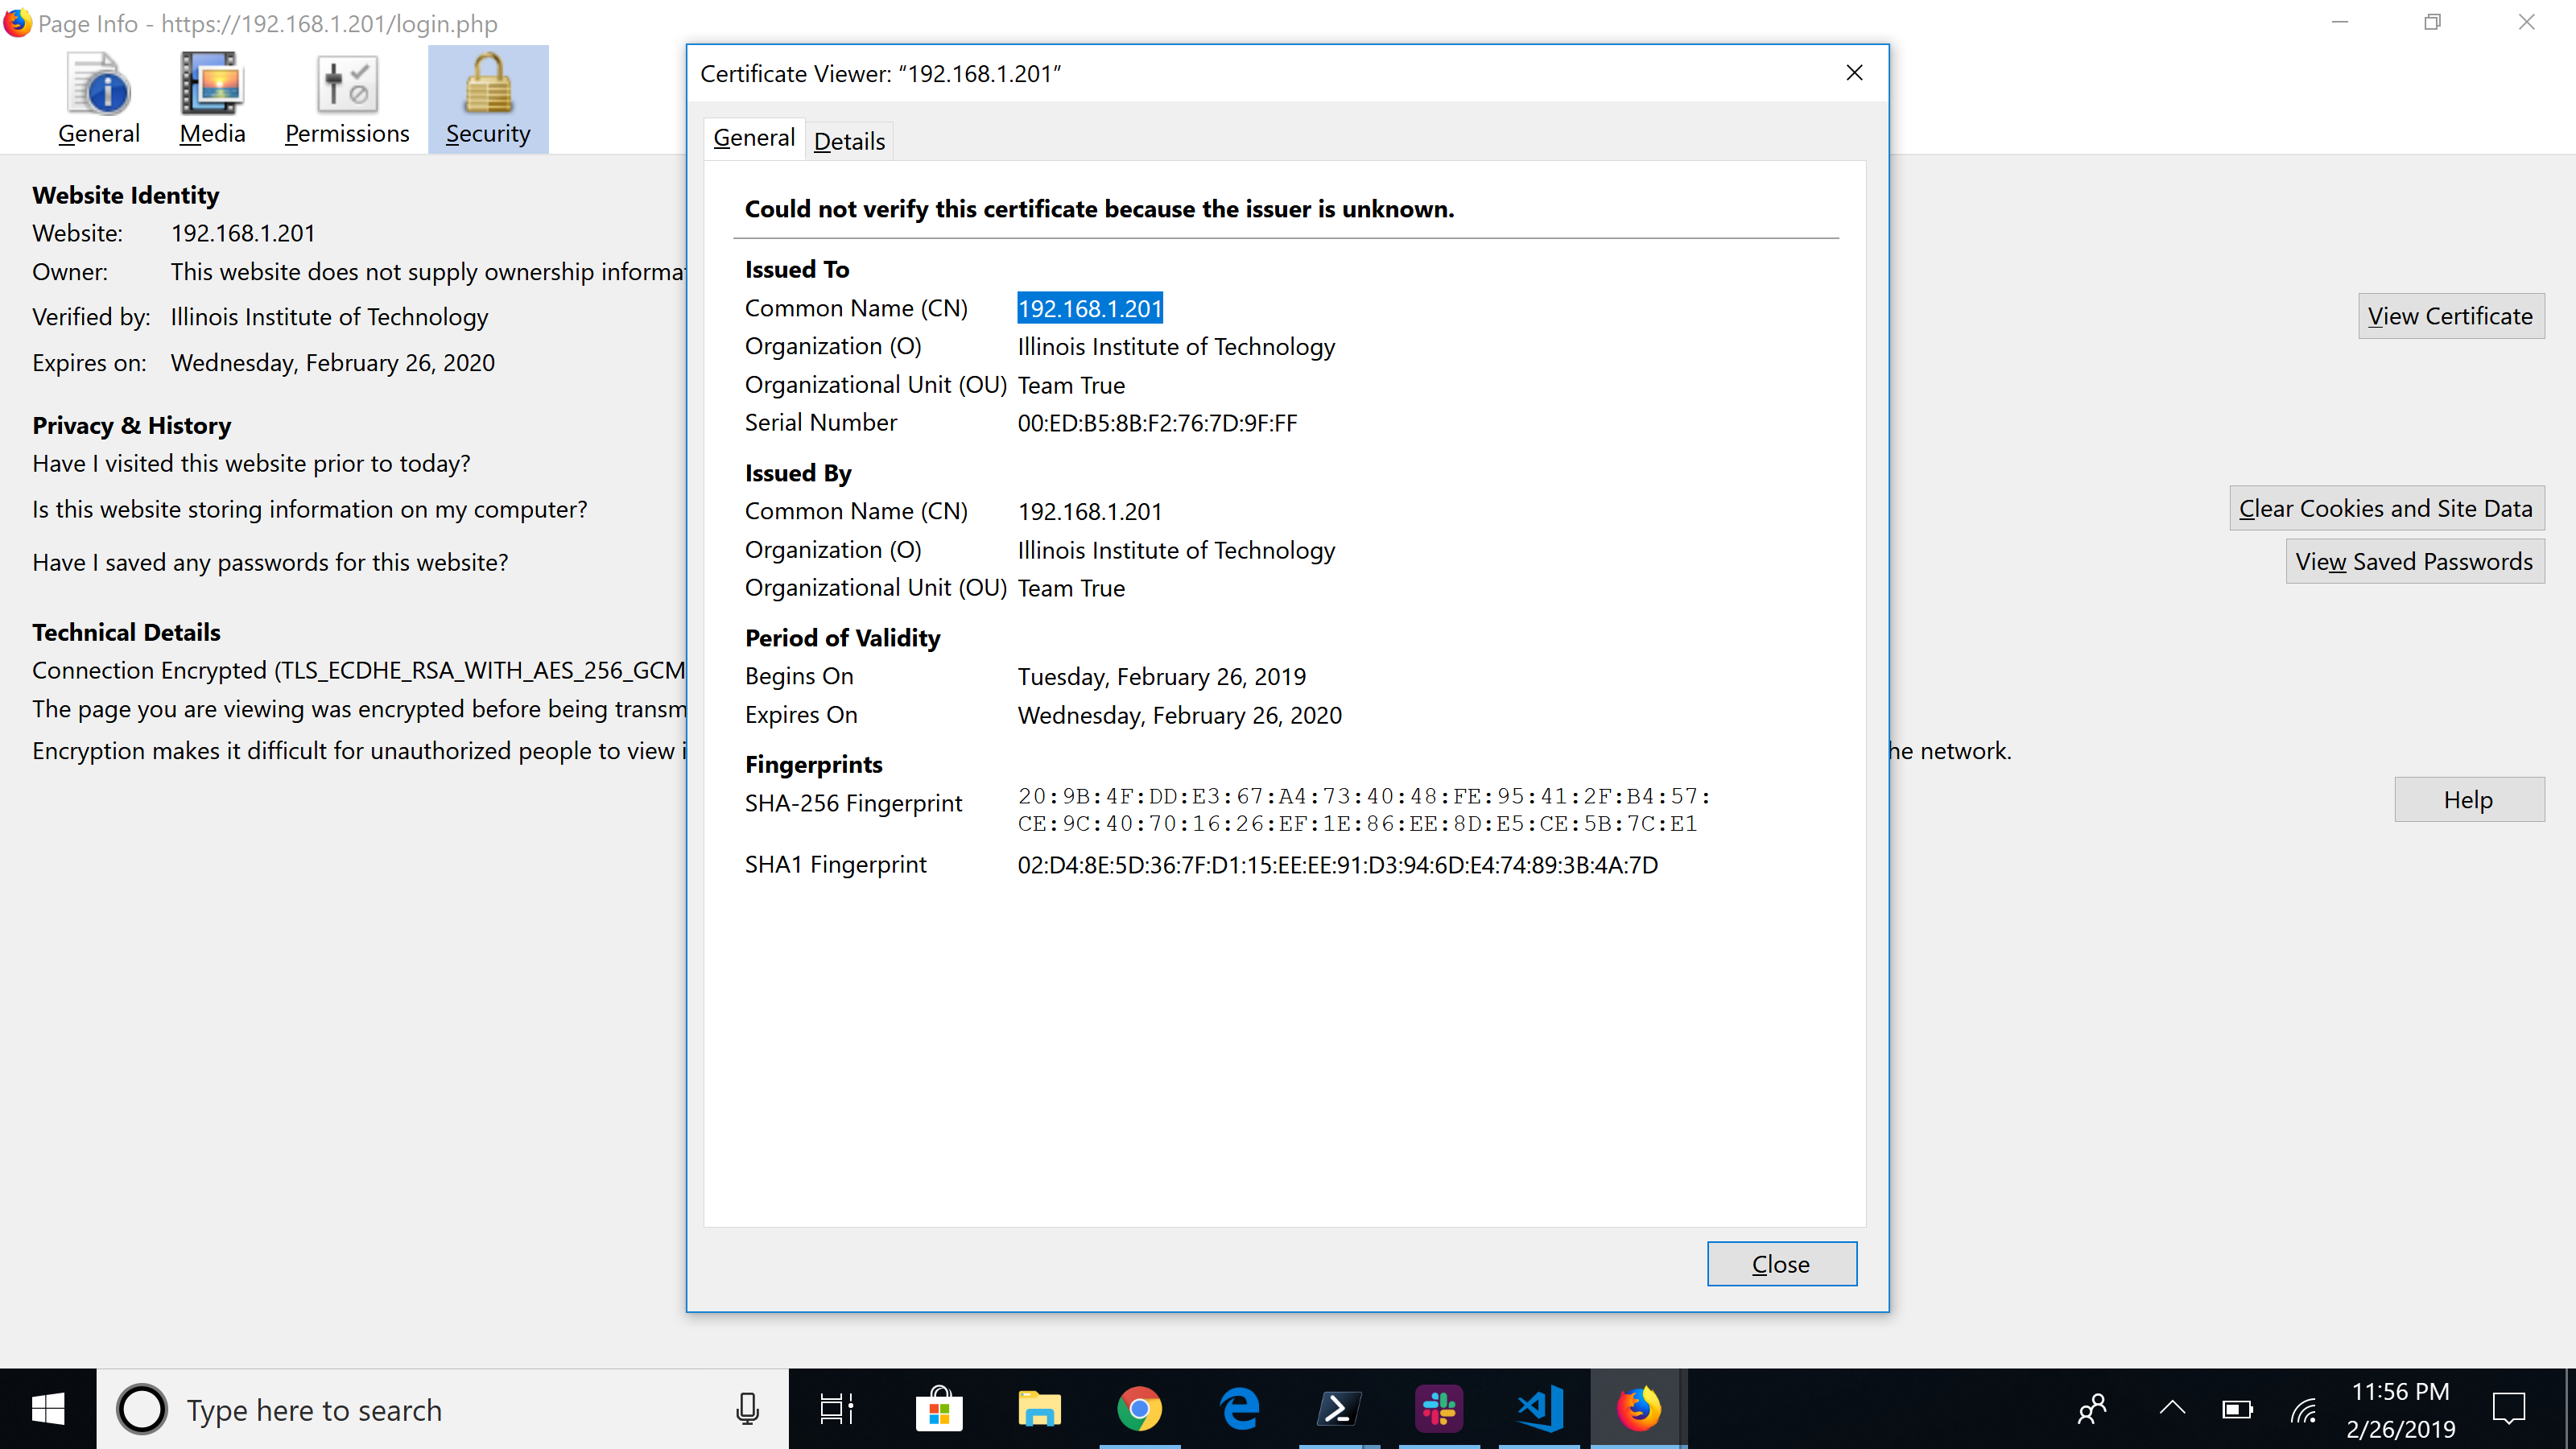 Page Info - https://192.168.1.201/login.php
General Media Permissions Security
Website Identity
Website: 192.168.1.201
Owner: This website does not supply ownership
Verified by: Illinois Institute of Technology
Expires on: Wednesday, February 26, 2020
View Certificate
Privacy & History
Have I visited this website prior to today?
Is this website storing information on my computer?
Clear Cookies and Site Data
Have I saved any passwords for this website?
View Saved Passwords
Technical Details
Connection Encrypted (TLS_ECDHE_RSA_WITH_AES_256_GCM
The page you are viewing was encrypted before being transm
Encryption makes it difficult for unauthorized people to view i
he network.
Help
Certificate Viewer: “192.168.1.201”
General Details
Could not verify this certificate because the issuer is unknown.
Issued To
Common Name (CN) 192.168.1.201
Organization (O) Illinois Institute of Technology
Organizational Unit (OU) Team True
Serial Number 00:ED:B5:8B:F2:76:7D:9F:FF
Issued By
Common Name (CN) 192.168.1.201
Organization (O) Illinois Institute of Technology
Organizational Unit (OU) Team True
Period of Validity
Begins On Tuesday, February 26, 2019
Expires On Wednesday, February 26, 2020
Fingerprints
SHA-256 Fingerprint 20:9B:4F:DD:E3:67:A4:73:40:48:FE:95:41:2F:B4:57:
CE:9C:40:70:16:26:EF:1E:86:EE:8D:E5:CE:5B:7C:E1
SHA1 Fingerprint 02:D4:8E:5D:36:7F:D1:15:EE:EE:91:D3:94:6D:E4:74:89:3B:4A:7D
Close
Type here to search
11:56 PM
2/26/2019